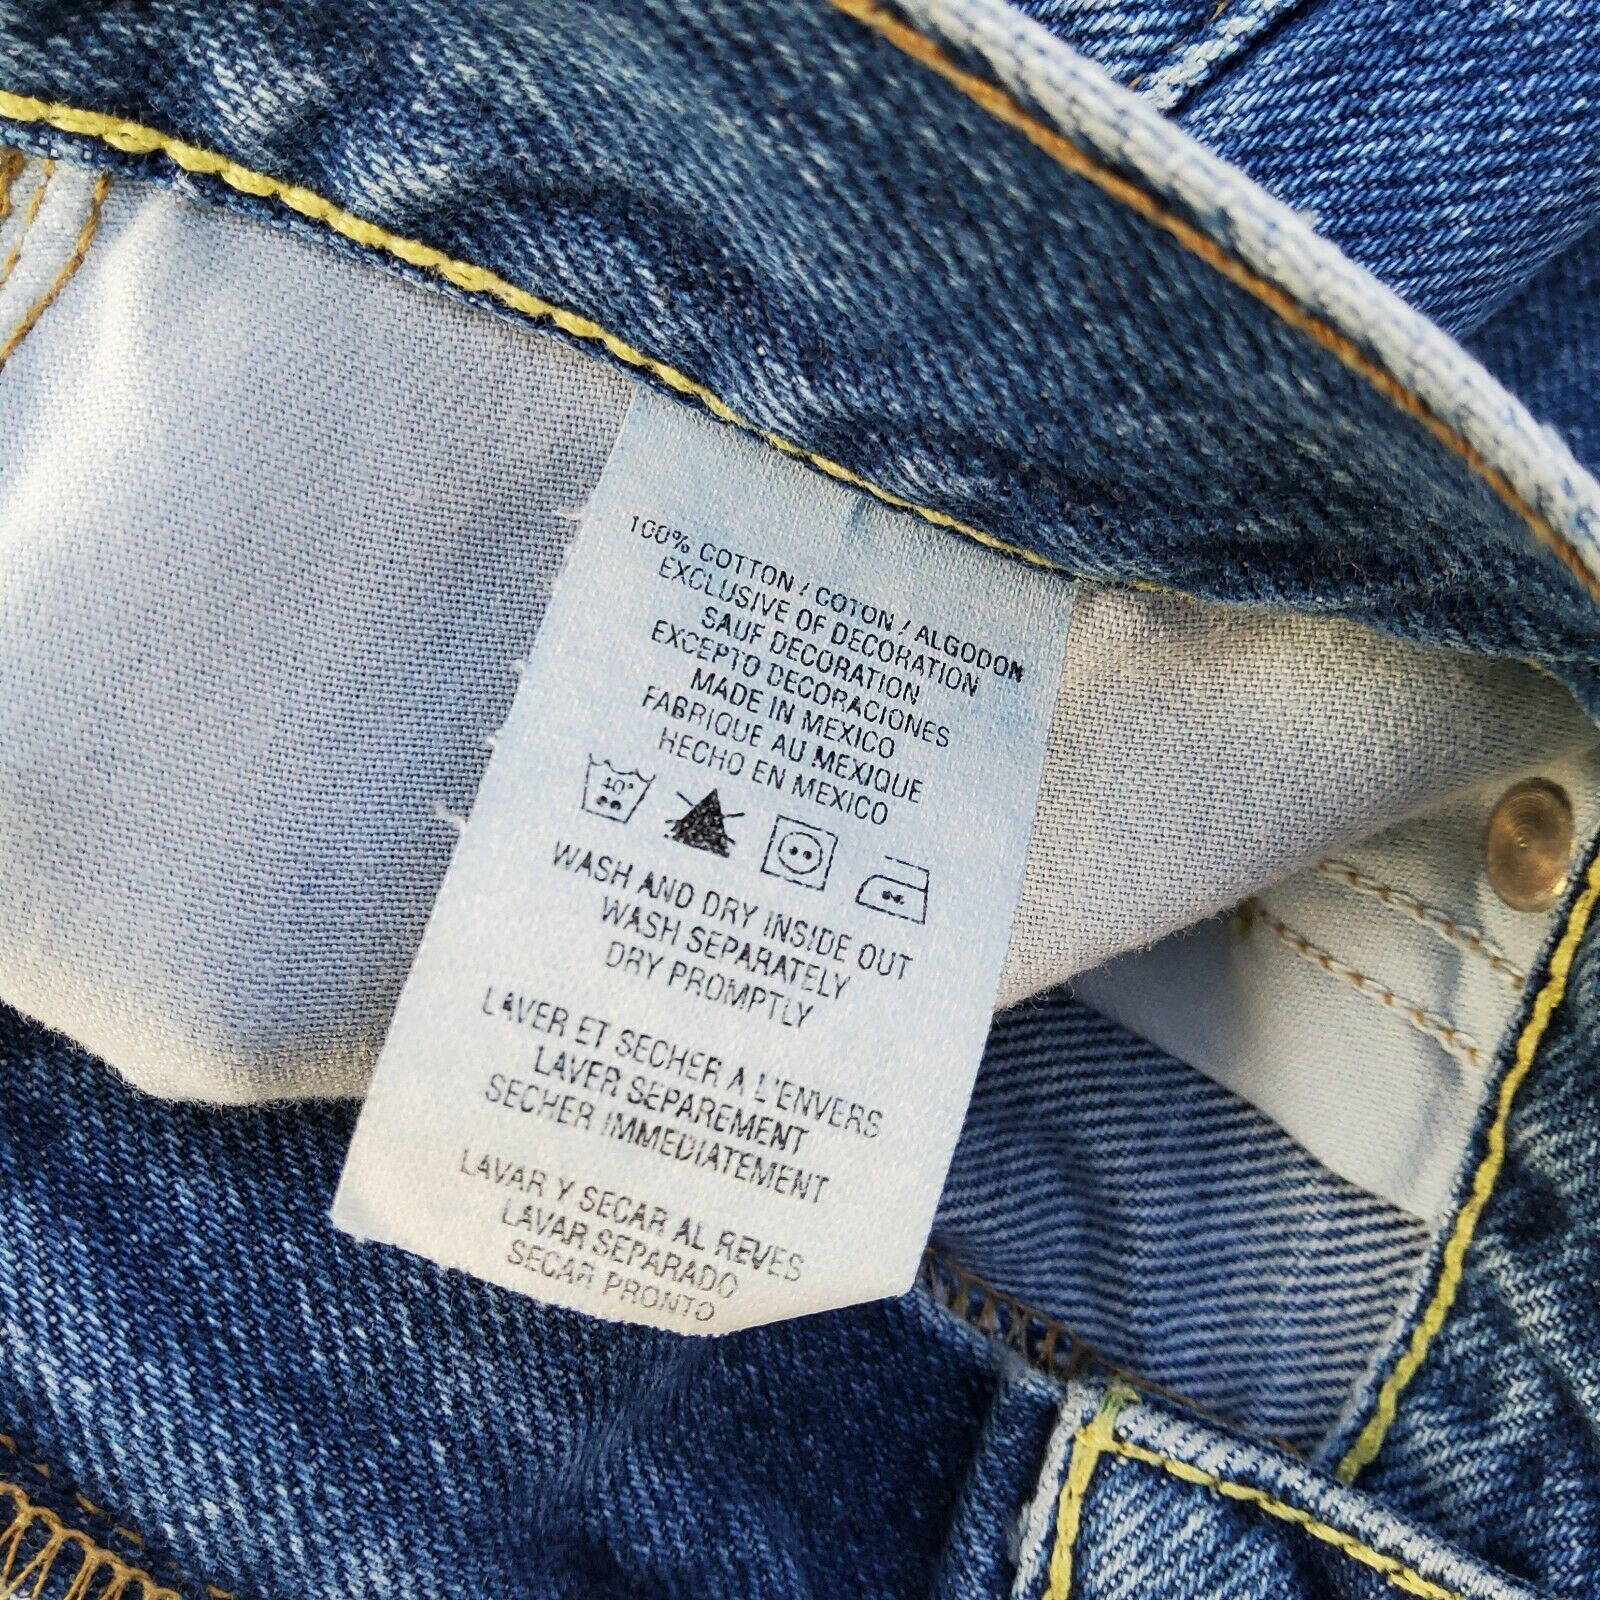 100% COTTON / COTON / ALGODON
EXCLUSIVE OF DECORATION
SAUF DECORATION
EXCEPTO DECORACIONES
MADE IN MEXICO
FABRIQUE AU MEXIQUE
HECHO EN MEXICO
40°
WASH AND DRY INSIDE OUT
WASH SEPARATELY
DRY PROMPTLY
LAVER ET SECHER A L'ENVERS
LAVER SEPAREMENT
SECHER IMMEDIATEMENT
LAVAR Y SECAR AL REVES
LAVAR SEPARADO
SECAR PRONTO